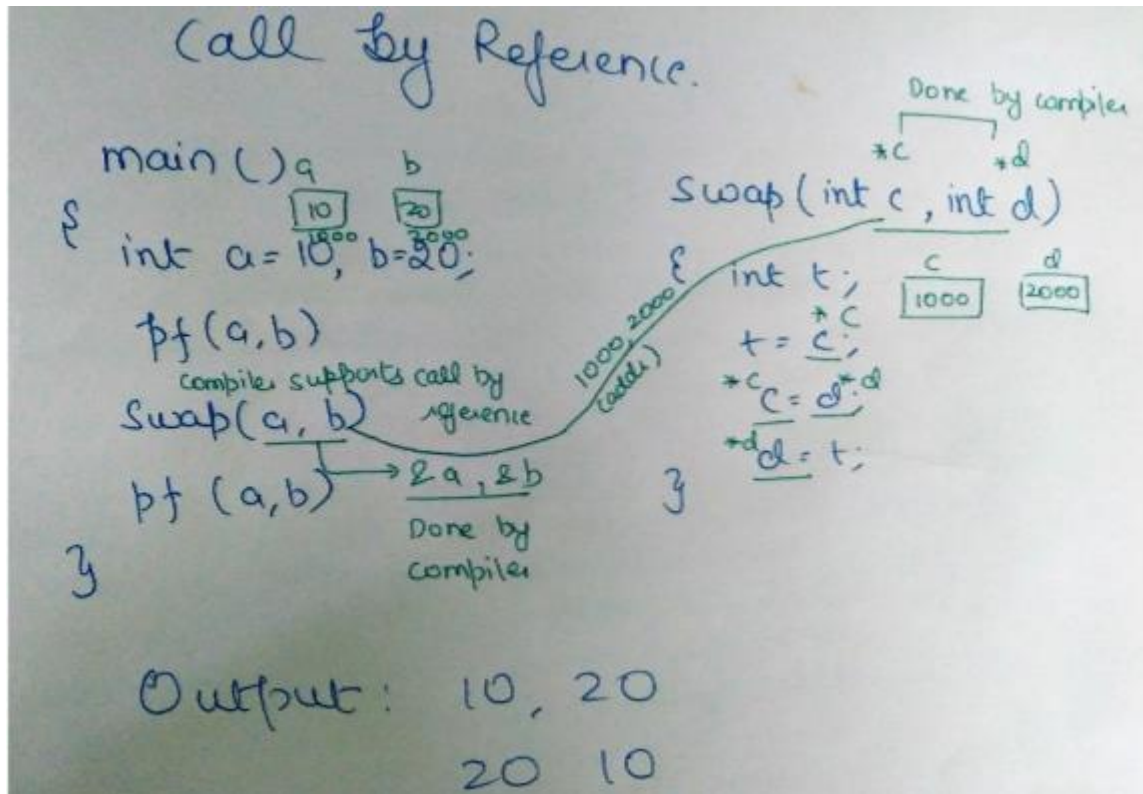 Call by Reference.
main()
a b
10 20
1000 2000
{
int a=10, b=20;
pf(a,b)
compiler supports call by
reference
Swap(a, b)
&a, &b
pf (a,b)
Done by
compiler
}
1000, 2000
(addr)
Done by compiler
*c *d
Swap(int c, int d)
{
int t;
c d
1000 2000
*c
t = c;
*c *d
c = d;
*d
d = t;
}
Output: 10, 20
20 10